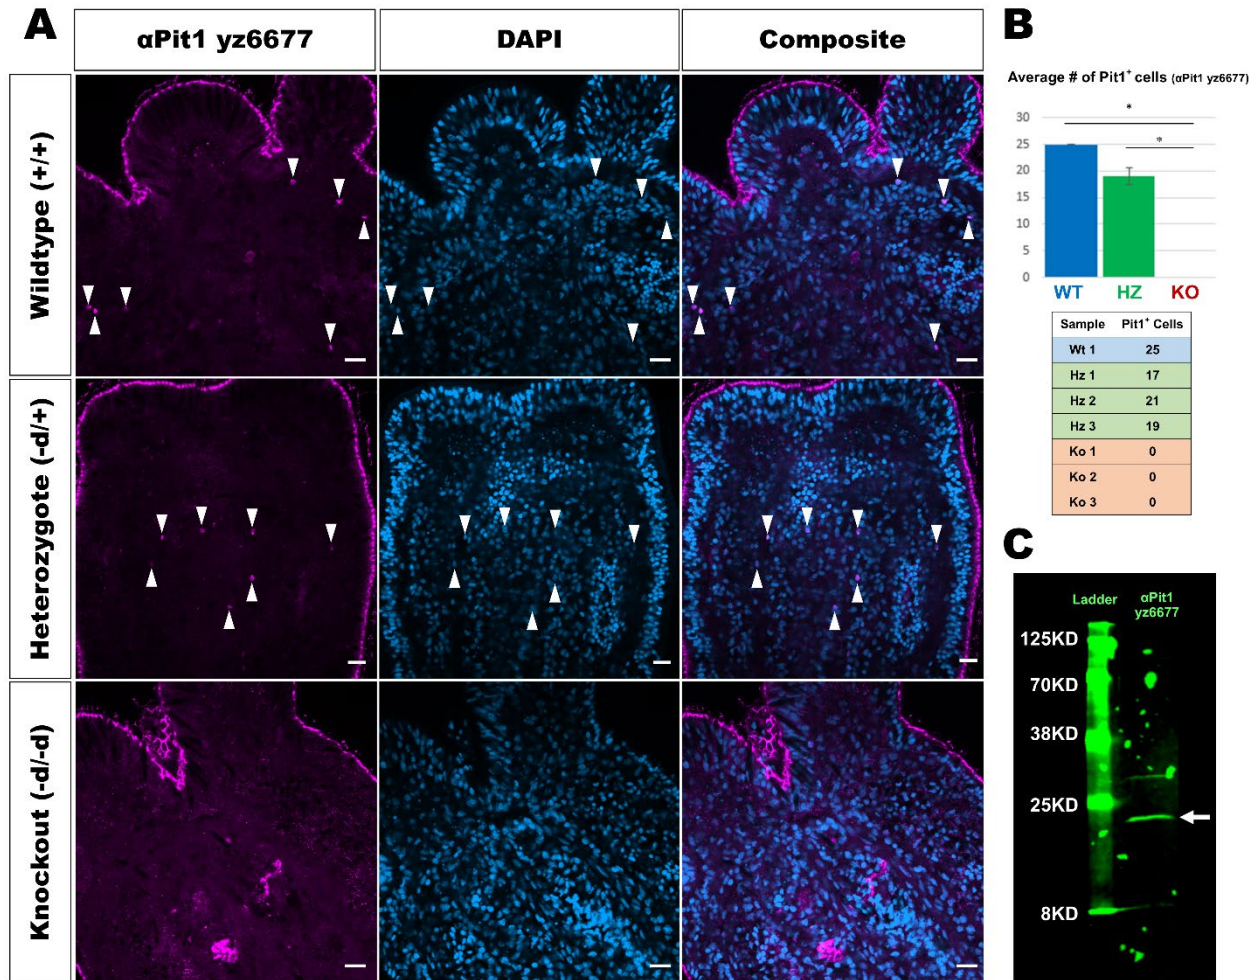 A
αPit1 yz6677
DAPI
Composite
Wildtype (+/+)
Heterozygote (-d/+)
Knockout (-d/-d)
B
Average # of Pit1⁺ cells (αPit1 yz6677)
*
*
30
25
20
15
10
5
0
WT HZ KO
Sample Pit1⁺ Cells
Wt 1 25
Hz 1 17
Hz 2 21
Hz 3 19
Ko 1 0
Ko 2 0
Ko 3 0
C
Ladder
αPit1
yz6677
125KD
70KD
38KD
25KD
8KD